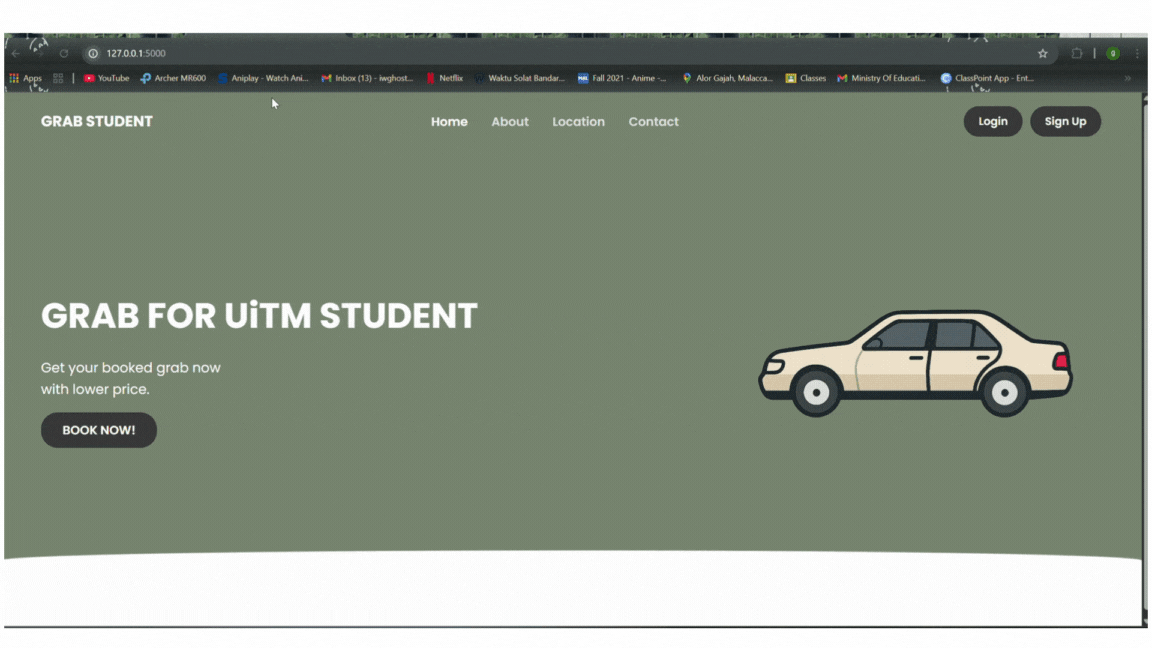 127.0.0.1:5000
Apps YouTube Archer MR600 Aniplay - Watch Ani... Inbox (13) - iwghost... Netflix Waktu Solat Bandar... Fall 2021 - Anime -... Alor Gajah, Malacca... Classes Ministry Of Educati... ClassPoint App - Ent... »
GRAB STUDENT Home About Location Contact Login Sign Up
GRAB FOR UiTM STUDENT
Get your booked grab now
with lower price.
BOOK NOW!